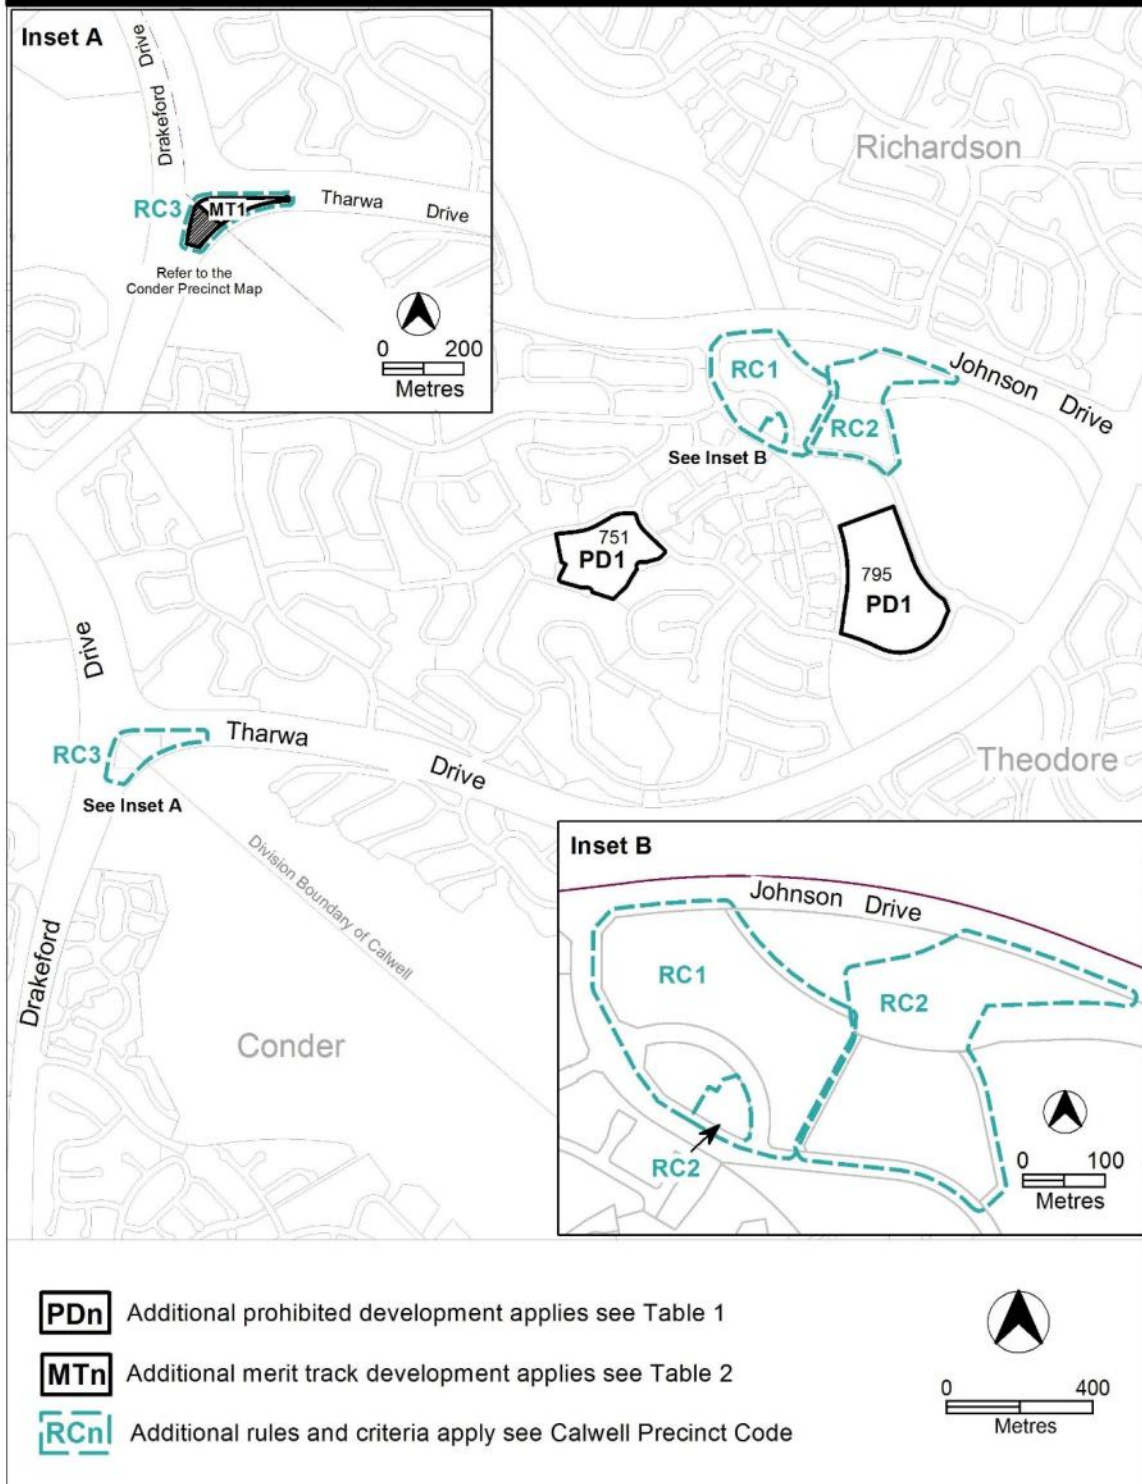 Inset A
Drakeford Drive
RC3
MT1
Tharwa Drive
Refer to the
Conder Precinct Map
0 200
Metres
Richardson
RC1
RC2
Johnson Drive
See Inset B
751
PD1
795
PD1
Drive
RC3
Tharwa Drive
See Inset A
Theodore
Division Boundary of Calwell
Drakeford
Conder
Inset B
Johnson Drive
RC1
RC2
RC2
0 100
Metres
PDn Additional prohibited development applies see Table 1
MTn Additional merit track development applies see Table 2
RCn Additional rules and criteria apply see Calwell Precinct Code
0 400
Metres